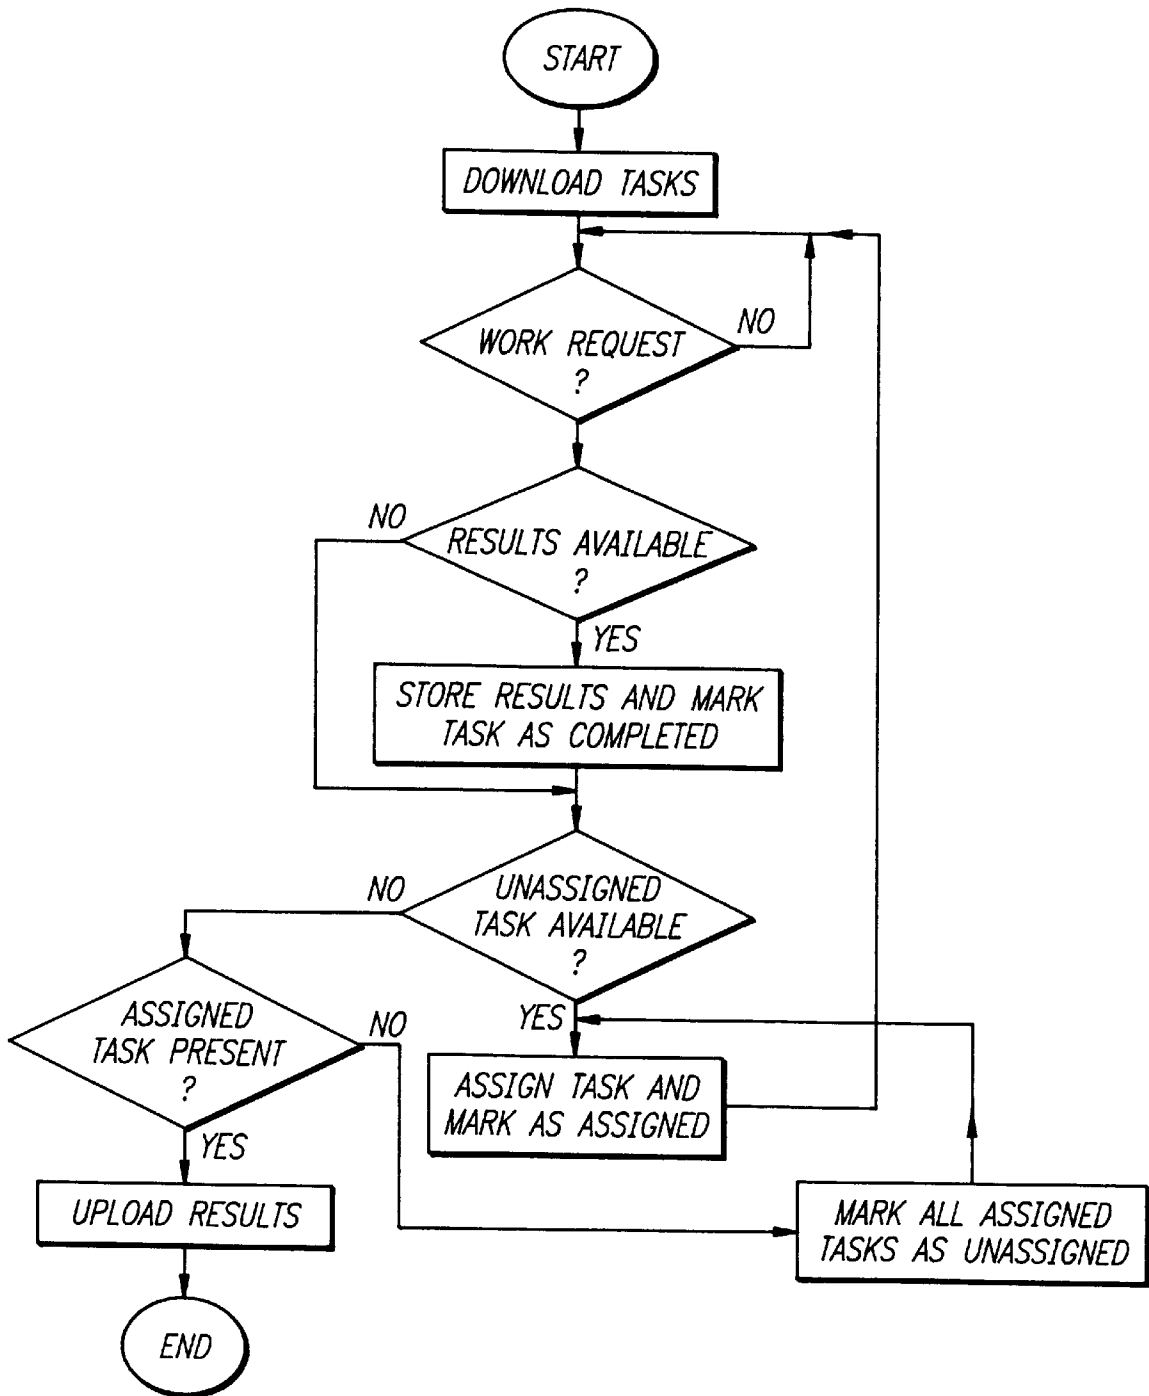 START
DOWNLOAD TASKS
NO
WORK REQUEST
?
NO
RESULTS AVAILABLE
?
YES
STORE RESULTS AND MARK
TASK AS COMPLETED
NO
UNASSIGNED
TASK AVAILABLE
?
YES
ASSIGNED
TASK PRESENT
?
NO
ASSIGN TASK AND
MARK AS ASSIGNED
YES
UPLOAD RESULTS
MARK ALL ASSIGNED
TASKS AS UNASSIGNED
END